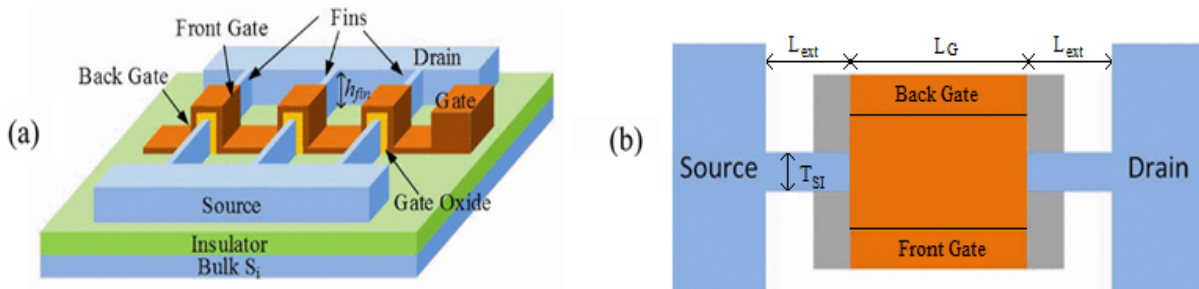 (a)
Front Gate
Fins
Drain
Back Gate
h_fin
Gate
Source
Gate Oxide
Insulator
Bulk S_i
(b)
L_ext
L_G
L_ext
Back Gate
Source
T_SI
Drain
Front Gate